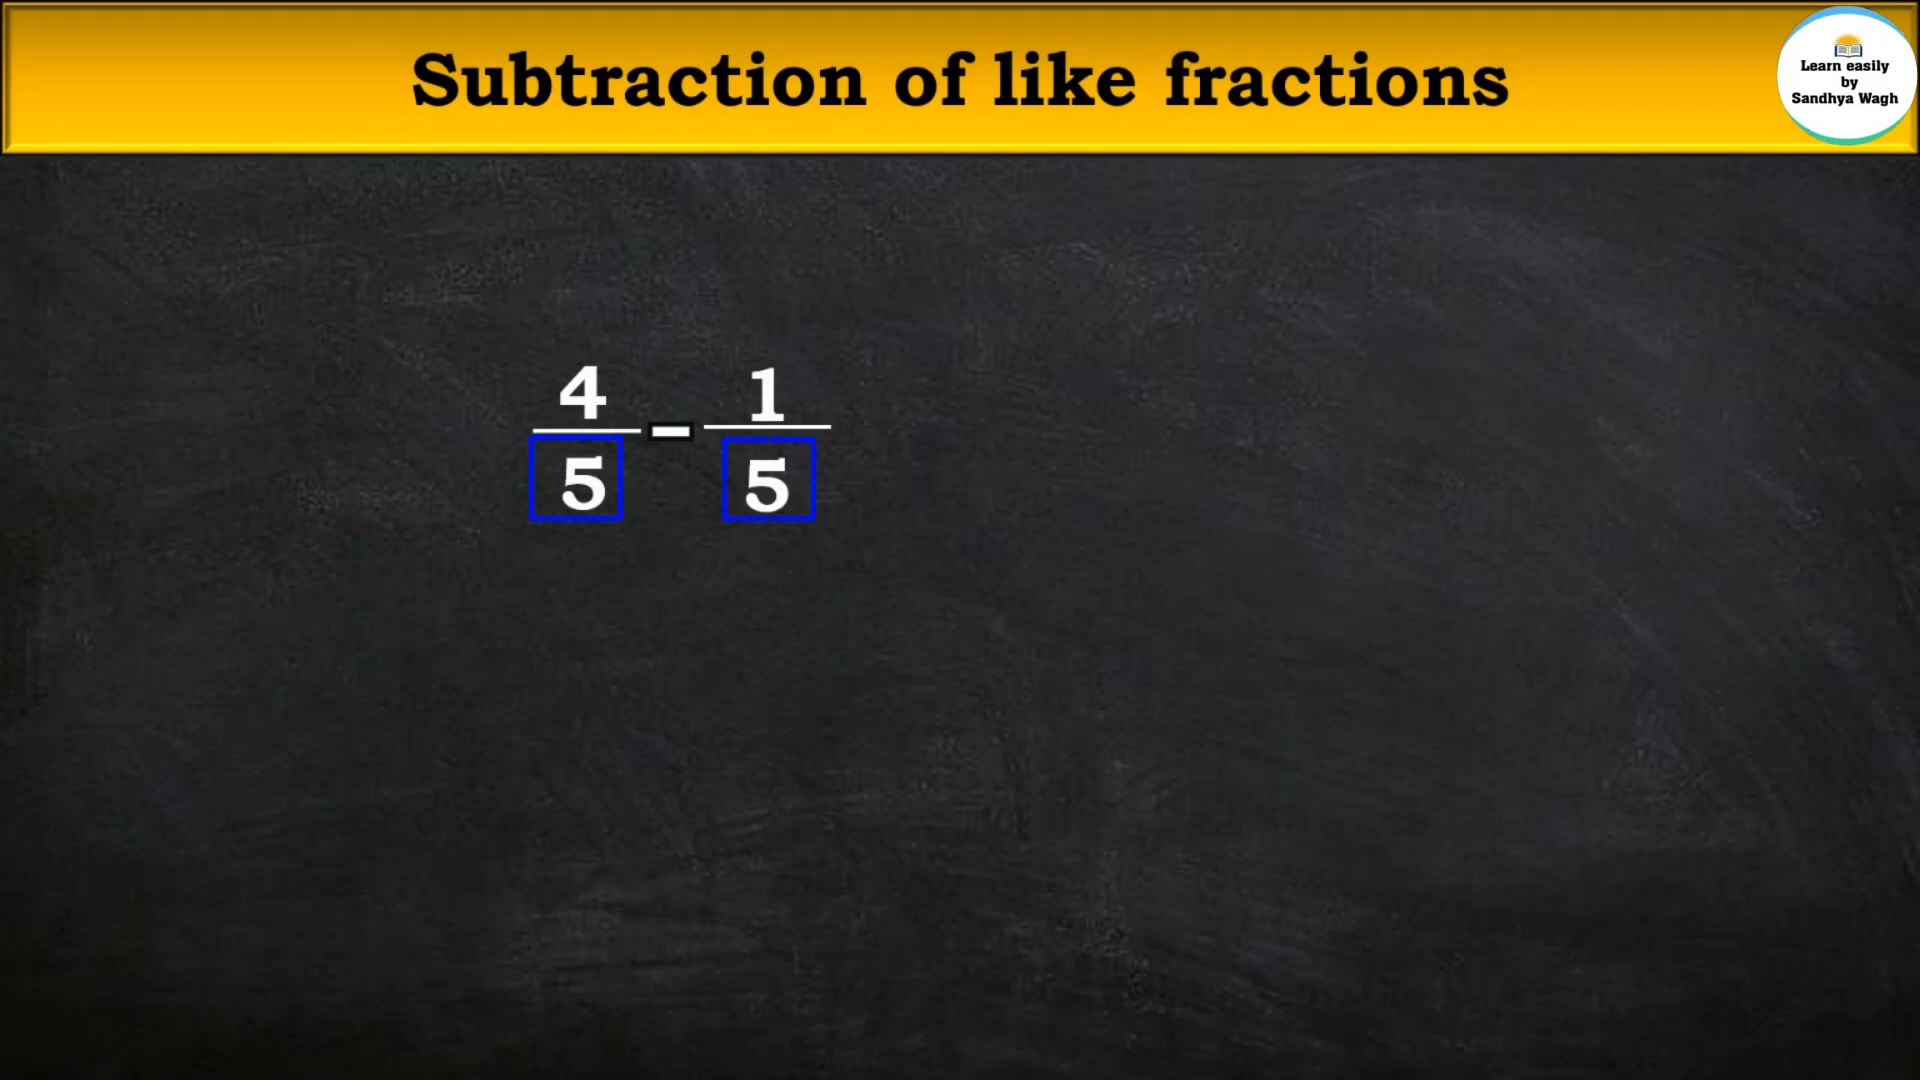 Subtraction of like fractions
Learn easily
by
Sandhya Wagh
4 1
—
5 5